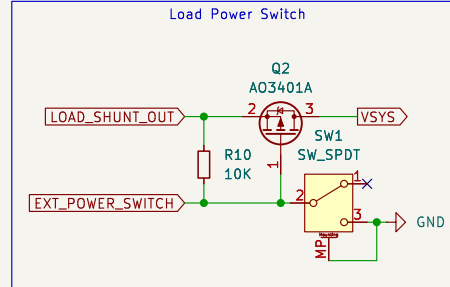 Load Power Switch
Q2
AO3401A
LOAD_SHUNT_OUT
2
3
VSYS
1
R10
10K
SW1
SW_SPDT
EXT_POWER_SWITCH
2
1
3
GND
MP